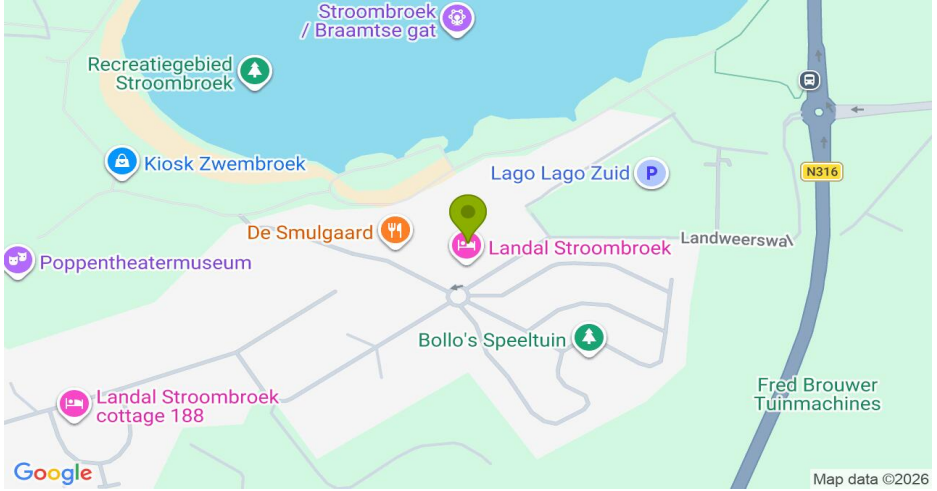 Stroombroek
/ Braamtse gat
Recreatiegebied
Stroombroek
Kiosk Zwembroek
Lago Lago Zuid
P
N316
De Smulgaard
Landal Stroombroek
Landweerswa
Poppentheatermuseum
Bollo's Speeltuin
Landal Stroombroek
cottage 188
Fred Brouwer
Tuinmachines
Google
Map data ©2026